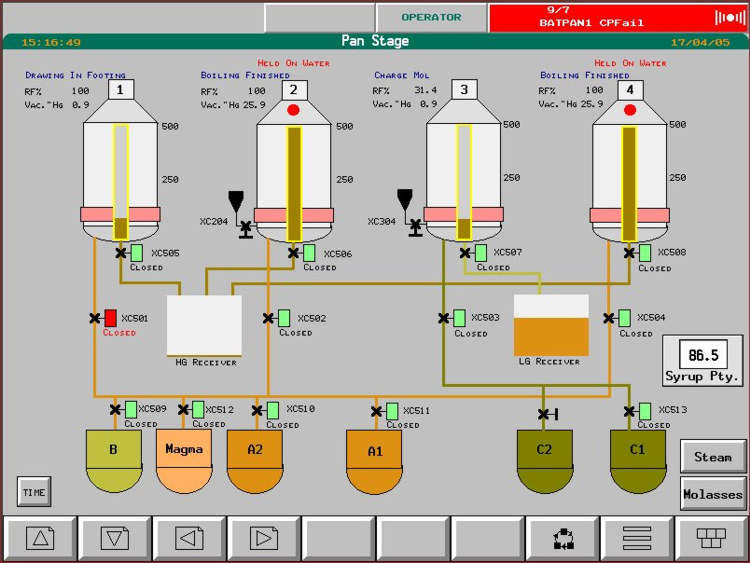 9/7
OPERATOR
BATPAN1 CPFail
15:16:49
Pan Stage
17/04/05
Held On Water
Held On Water
Drawing In Footing
Boiling Finished
Charge Mol
Boiling Finished
RF% 100
1
RF% 100
2
RF% 31.4
3
RF% 100
4
Vac."Hg 0.9
Vac."Hg 25.9
Vac."Hg 0.9
Vac."Hg 25.9
500
500
500
500
250
250
250
250
XC204
XC304
XC505
Closed
XC506
Closed
XC507
Closed
XC508
Closed
XC501
Closed
XC502
XC503
XC504
HG Receiver
LG Receiver
86.5
Syrup Pty.
XC509
Closed
XC512
Closed
XC510
Closed
XC511
Closed
XC513
Closed
B
Magma
A2
A1
C2
C1
Steam
TIME
Molasses